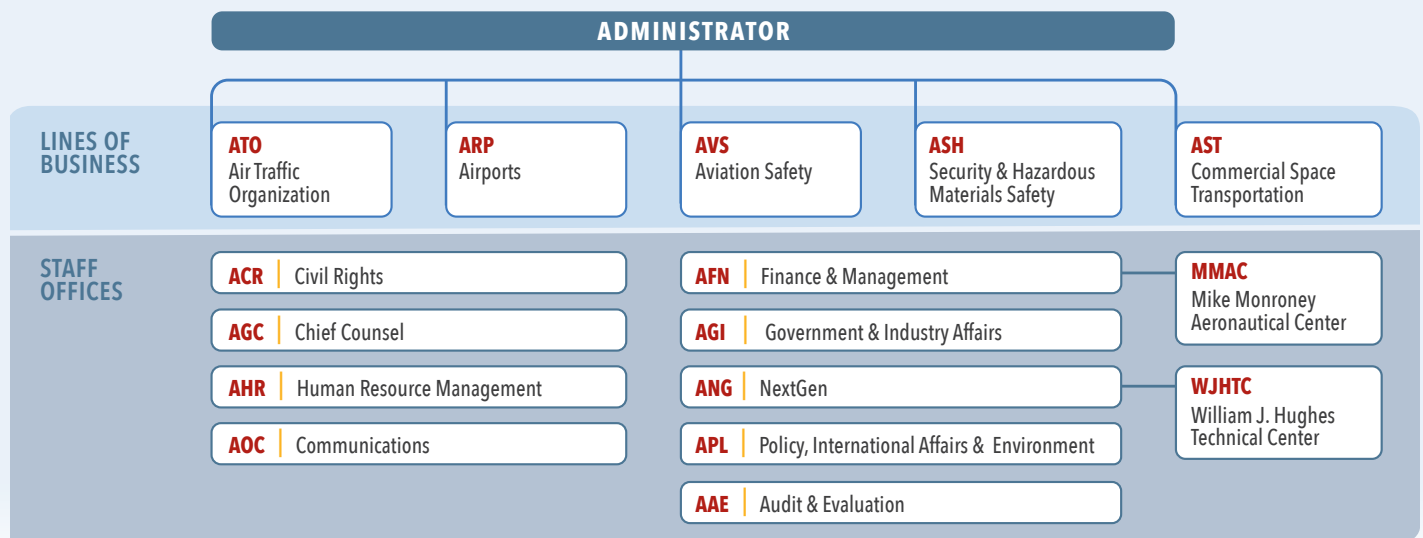 ADMINISTRATOR
LINES OF
BUSINESS
ATO
Air Traffic
Organization
ARP
Airports
AVS
Aviation Safety
ASH
Security & Hazardous
Materials Safety
AST
Commercial Space
Transportation
STAFF
OFFICES
ACR Civil Rights
AGC Chief Counsel
AHR Human Resource Management
AOC Communications
AFN Finance & Management
AGI Government & Industry Affairs
ANG NextGen
APL Policy, International Affairs & Environment
AAE Audit & Evaluation
MMAC
Mike Monroney
Aeronautical Center
WJHTC
William J. Hughes
Technical Center